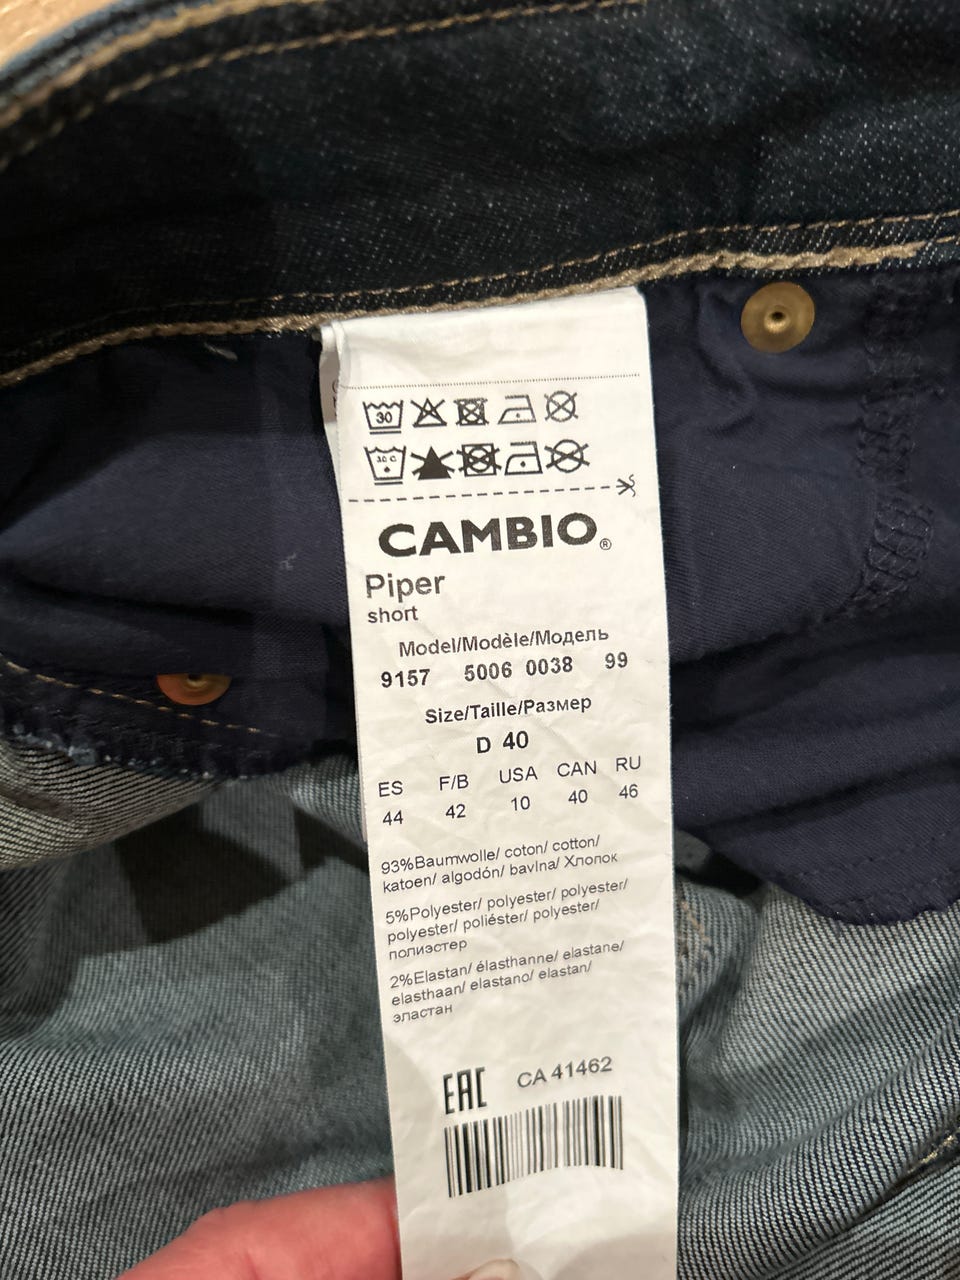 30
30 C
CAMBIO®
Piper
short
Model/Modèle/Модель
9157 5006 0038 99
Size/Taille/Размер
D 40
ES F/B USA CAN RU
44 42 10 40 46
93%Baumwolle/ coton/ cotton/
katoen/ algodón/ bavlna/ Хлопок
5%Polyester/ polyester/ polyester/
polyester/ poliéster/ polyester/
полиэстер
2%Elastan/ élasthanne/ elastane/
elasthaan/ elastano/ elastan/
эластан
EAC CA 41462